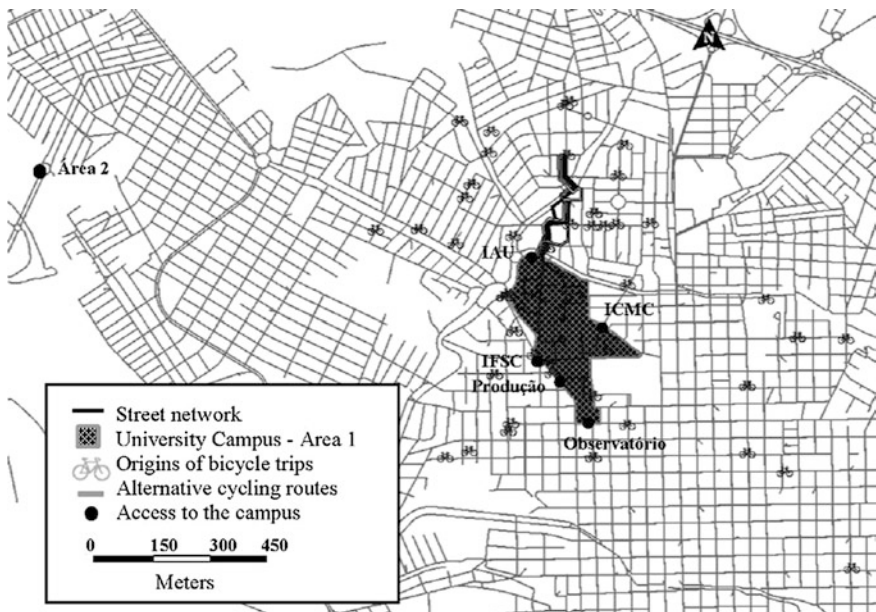 N
Área 2
IAU
ICMC
IFSC
Produção
Observatório
Street network
University Campus - Area 1
Origins of bicycle trips
Alternative cycling routes
Access to the campus
0 150 300 450
Meters